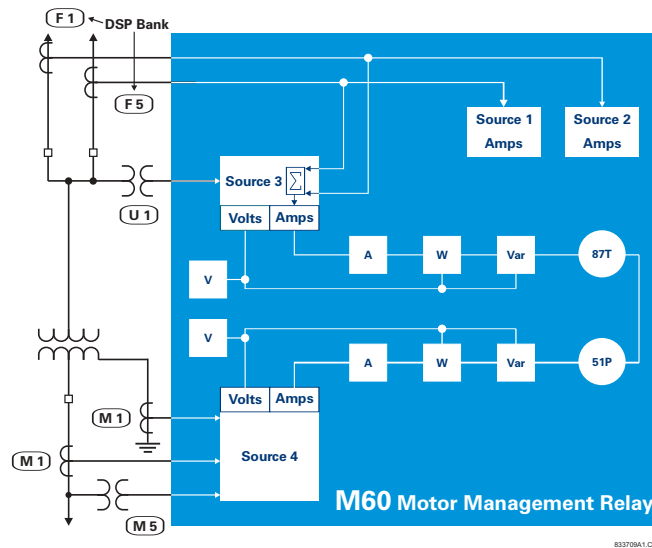 F 1
DSP Bank
F 5
Source 1
Amps
Source 2
Amps
Source 3
Σ
U 1
Volts
Amps
A
W
Var
87T
V
V
A
W
Var
51P
Volts
Amps
M 1
Source 4
M 1
M 5
M60 Motor Management Relay
833709A1.C